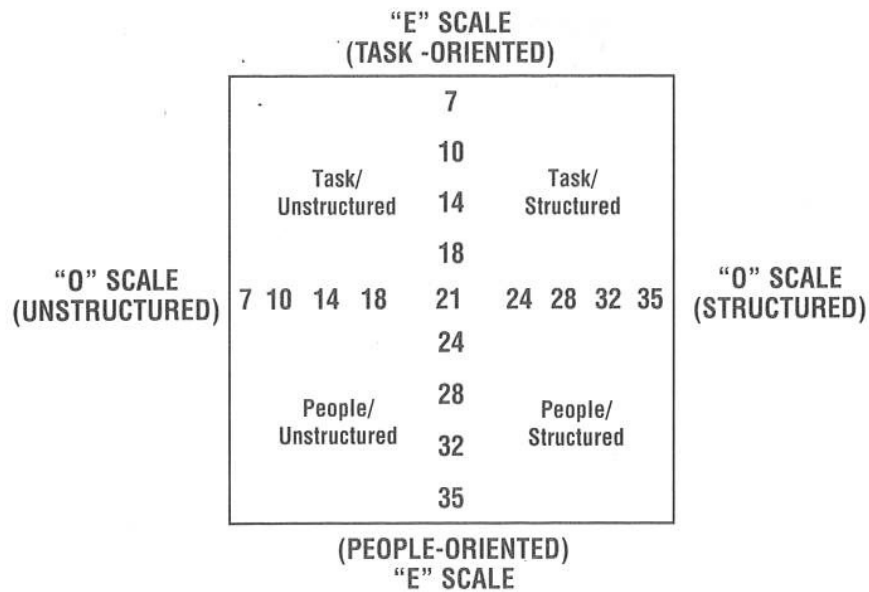 “E” SCALE
(TASK -ORIENTED)
7
10
Task/
Unstructured
14
Task/
Structured
18
“O” SCALE
(UNSTRUCTURED)
7 10 14 18 21 24 28 32 35
“O” SCALE
(STRUCTURED)
24
28
People/
Unstructured
People/
Structured
32
35
(PEOPLE-ORIENTED)
“E” SCALE